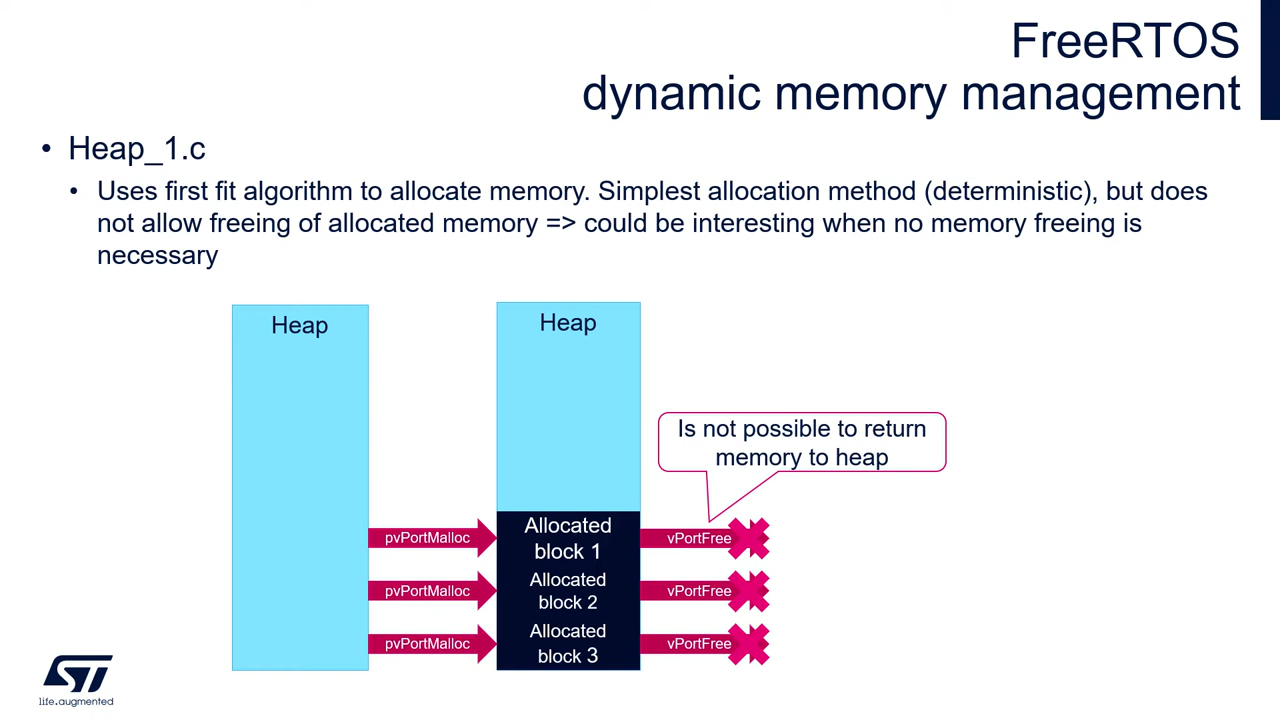 FreeRTOS
dynamic memory management
• Heap_1.c
• Uses first fit algorithm to allocate memory. Simplest allocation method (deterministic), but does
not allow freeing of allocated memory => could be interesting when no memory freeing is
necessary
Heap
Heap
Is not possible to return
memory to heap
pvPortMalloc
Allocated
block 1
vPortFree
pvPortMalloc
Allocated
block 2
vPortFree
pvPortMalloc
Allocated
block 3
vPortFree
ST
life.augmented